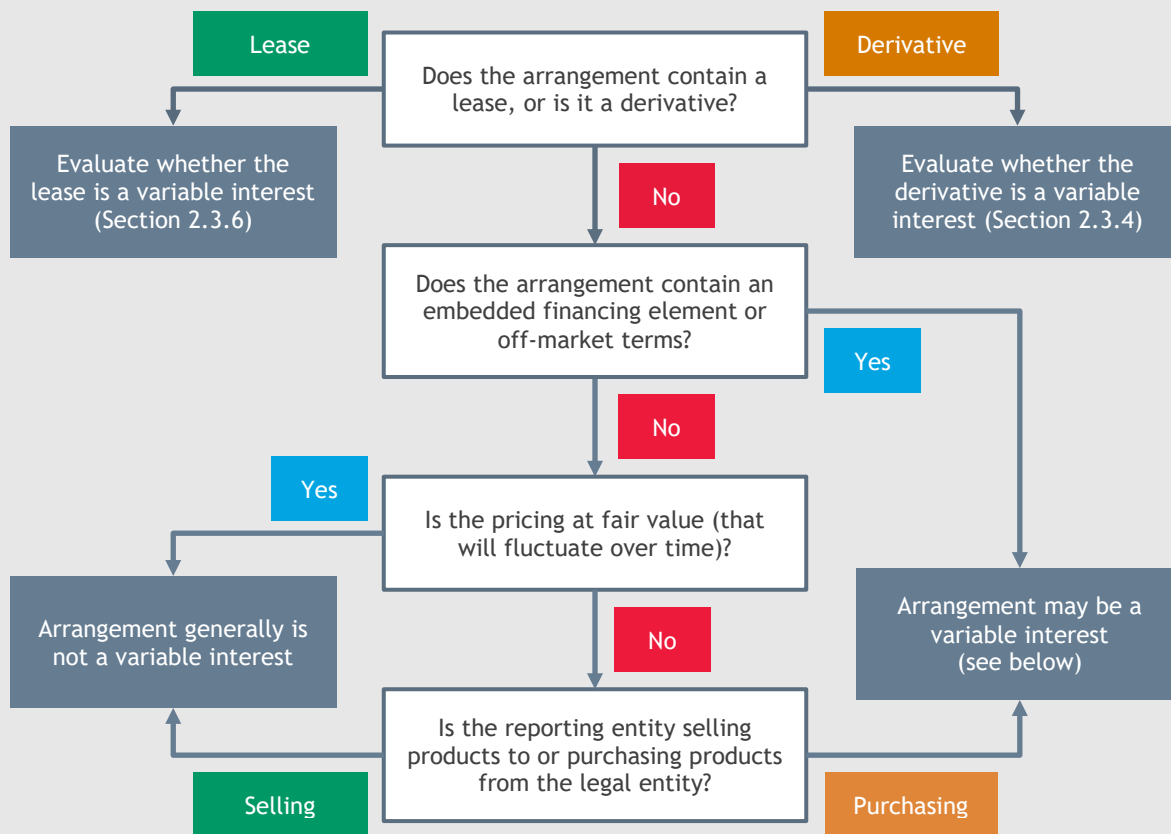 Lease
Derivative
Does the arrangement contain a
lease, or is it a derivative?
Evaluate whether the
lease is a variable interest
(Section 2.3.6)
No
Evaluate whether the
derivative is a variable
interest (Section 2.3.4)
Does the arrangement contain an
embedded financing element or
off-market terms?
Yes
No
Yes
Is the pricing at fair value (that
will fluctuate over time)?
Arrangement generally is
not a variable interest
No
Arrangement may be a
variable interest
(see below)
Is the reporting entity selling
products to or purchasing products
from the legal entity?
Selling
Purchasing